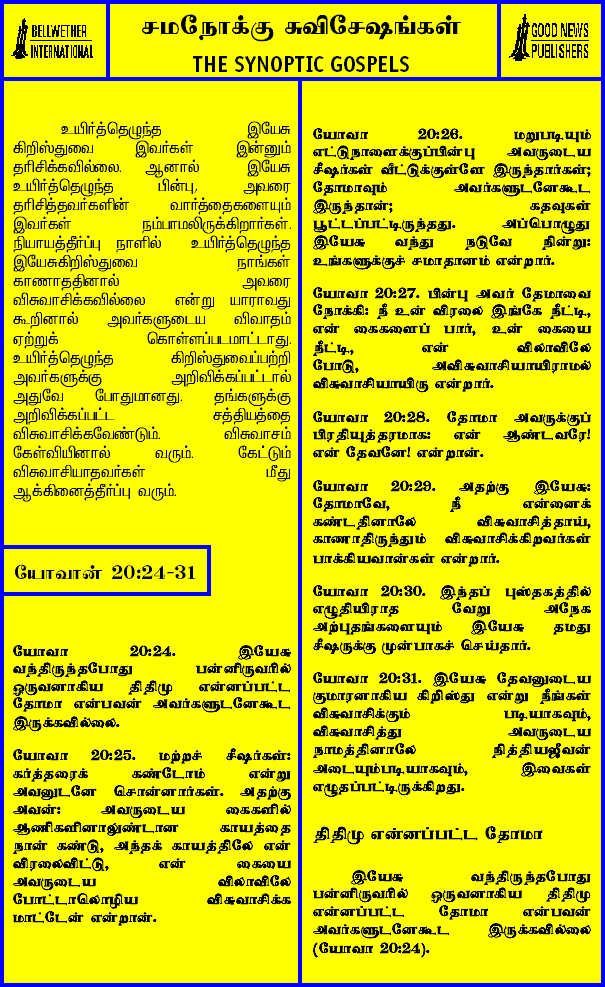 BELLWETHER
INTERNATIONAL
சமநோக்கு சுவிசேஷங்கள்
THE SYNOPTIC GOSPELS
GOOD NEWS
PUBLISHERS
உயிர்த்தெழுந்த இயேசு
கிறிஸ்துவை இவர்கள் இன்னும்
தரிசிக்கவில்லை. ஆனால் இயேசு
உயிர்த்தெழுந்த பின்பு, அவரை
தரிசித்தவர்களின் வார்த்தைகளையும்
இவர்கள் நம்பாமலிருக்கிறார்கள்.
நியாயத்தீர்ப்பு நாளில் உயிர்த்தெழுந்த
இயேசுகிறிஸ்துவை நாங்கள்
காணாததினால் அவரை
விசுவாசிக்கவில்லை என்று யாராவது
கூறினால் அவர்களுடைய விவாதம்
ஏற்றுக் கொள்ளப்படமாட்டாது.
உயிர்த்தெழுந்த கிறிஸ்துவைப்பற்றி
அவர்களுக்கு அறிவிக்கப்பட்டால்
அதுவே போதுமானது. தங்களுக்கு
அறிவிக்கப்பட்ட சத்தியத்தை
விசுவாசிக்கவேண்டும். விசுவாசம்
கேள்வியினால் வரும். கேட்டும்
விசுவாசியாதவர்கள் மீது
ஆக்கினைத்தீர்ப்பு வரும்.
யோவான் 20:24-31
யோவா 20:24. இயேசு
வந்திருந்தபோது பன்னிருவரில்
ஒருவனாகிய திதிமு என்னப்பட்ட
தோமா என்பவன் அவர்களுடனேகூட
இருக்கவில்லை.
யோவா 20:25. மற்றச் சீஷர்கள்:
கர்த்தரைக் கண்டோம் என்று
அவனுடனே சொன்னார்கள். அதற்கு
அவன்: அவருடைய கைகளில்
ஆணிகளினாலுண்டான காயத்தை
நான் கண்டு, அந்தக் காயத்திலே என்
விரலைவிட்டு, என் கையை
அவருடைய விலாவிலே
போட்டாலொழிய விசுவாசிக்க
மாட்டேன் என்றான்.
யோவா 20:26. மறுபடியும்
எட்டுநாளைக்குப்பின்பு அவருடைய
சீஷர்கள் வீட்டுக்குள்ளே இருந்தார்கள்;
தோமாவும் அவர்களுடனேகூட
இருந்தான்; கதவுகள்
பூட்டப்பட்டிருந்தது. அப்பொழுது
இயேசு வந்து நடுவே நின்று:
உங்களுக்குச் சமாதானம் என்றார்.
யோவா 20:27. பின்பு அவர் தேமாவை
நோக்கி: நீ உன் விரலை இங்கே நீட்டி,
என் கைகளைப் பார், உன் கையை
நீட்டி, என் விலாவிலே
போடு, அவிசுவாசியாயிராமல்
விசுவாசியாயிரு என்றார்.
யோவா 20:28. தோமா அவருக்குப்
பிரதியுத்தரமாக: என் ஆண்டவரே!
என் தேவனே! என்றான்.
யோவா 20:29. அதற்கு இயேசு:
தோமாவே, நீ என்னைக்
கண்டதினாலே விசுவாசித்தாய்,
காணாதிருந்தும் விசுவாசிக்கிறவர்கள்
பாக்கியவான்கள் என்றார்.
யோவா 20:30. இந்தப் புஸ்தகத்தில்
எழுதியிராத வேறு அநேக
அற்புதங்களையும் இயேசு தமது
சீஷருக்கு முன்பாகச் செய்தார்.
யோவா 20:31. இயேசு தேவனுடைய
குமாரனாகிய கிறிஸ்து என்று நீங்கள்
விசுவாசிக்கும் படியாகவும்,
விசுவாசித்து அவருடைய
நாமத்தினாலே நித்தியஜீவன்
அடையும்படியாகவும், இவைகள்
எழுதப்பட்டிருக்கிறது.
திதிமு என்னப்பட்ட தோமா
இயேசு வந்திருந்தபோது
பன்னிருவரில் ஒருவனாகிய திதிமு
என்னப்பட்ட தோமா என்பவன்
அவர்களுடனேகூட இருக்கவில்லை
(யோவா 20:24).